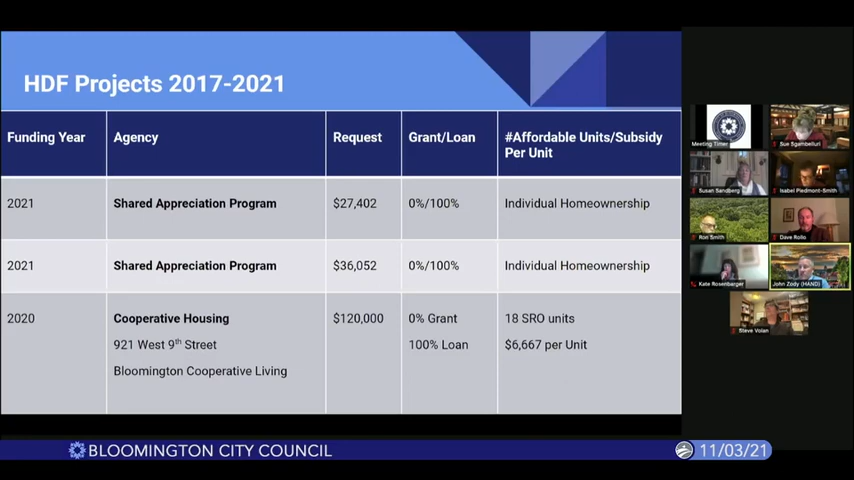 HDF Projects 2017-2021
Funding Year
Agency
Request
Grant/Loan
#Affordable Units/Subsidy
Per Unit
2021
Shared Appreciation Program
$27,402
0%/100%
Individual Homeownership
2021
Shared Appreciation Program
$36,052
0%/100%
Individual Homeownership
2020
Cooperative Housing
$120,000
0% Grant
18 SRO units
921 West 9th Street
100% Loan
$6,667 per Unit
Bloomington Cooperative Living
Meeting Timer
Sue Sgambelluri
Susan Sandberg
Isabel Piedmont-Smith
Ron Smith
Dave Rollo
Kate Rosenbarger
John Zody (HAND)
Steve Volan
BLOOMINGTON CITY COUNCIL
11/03/21